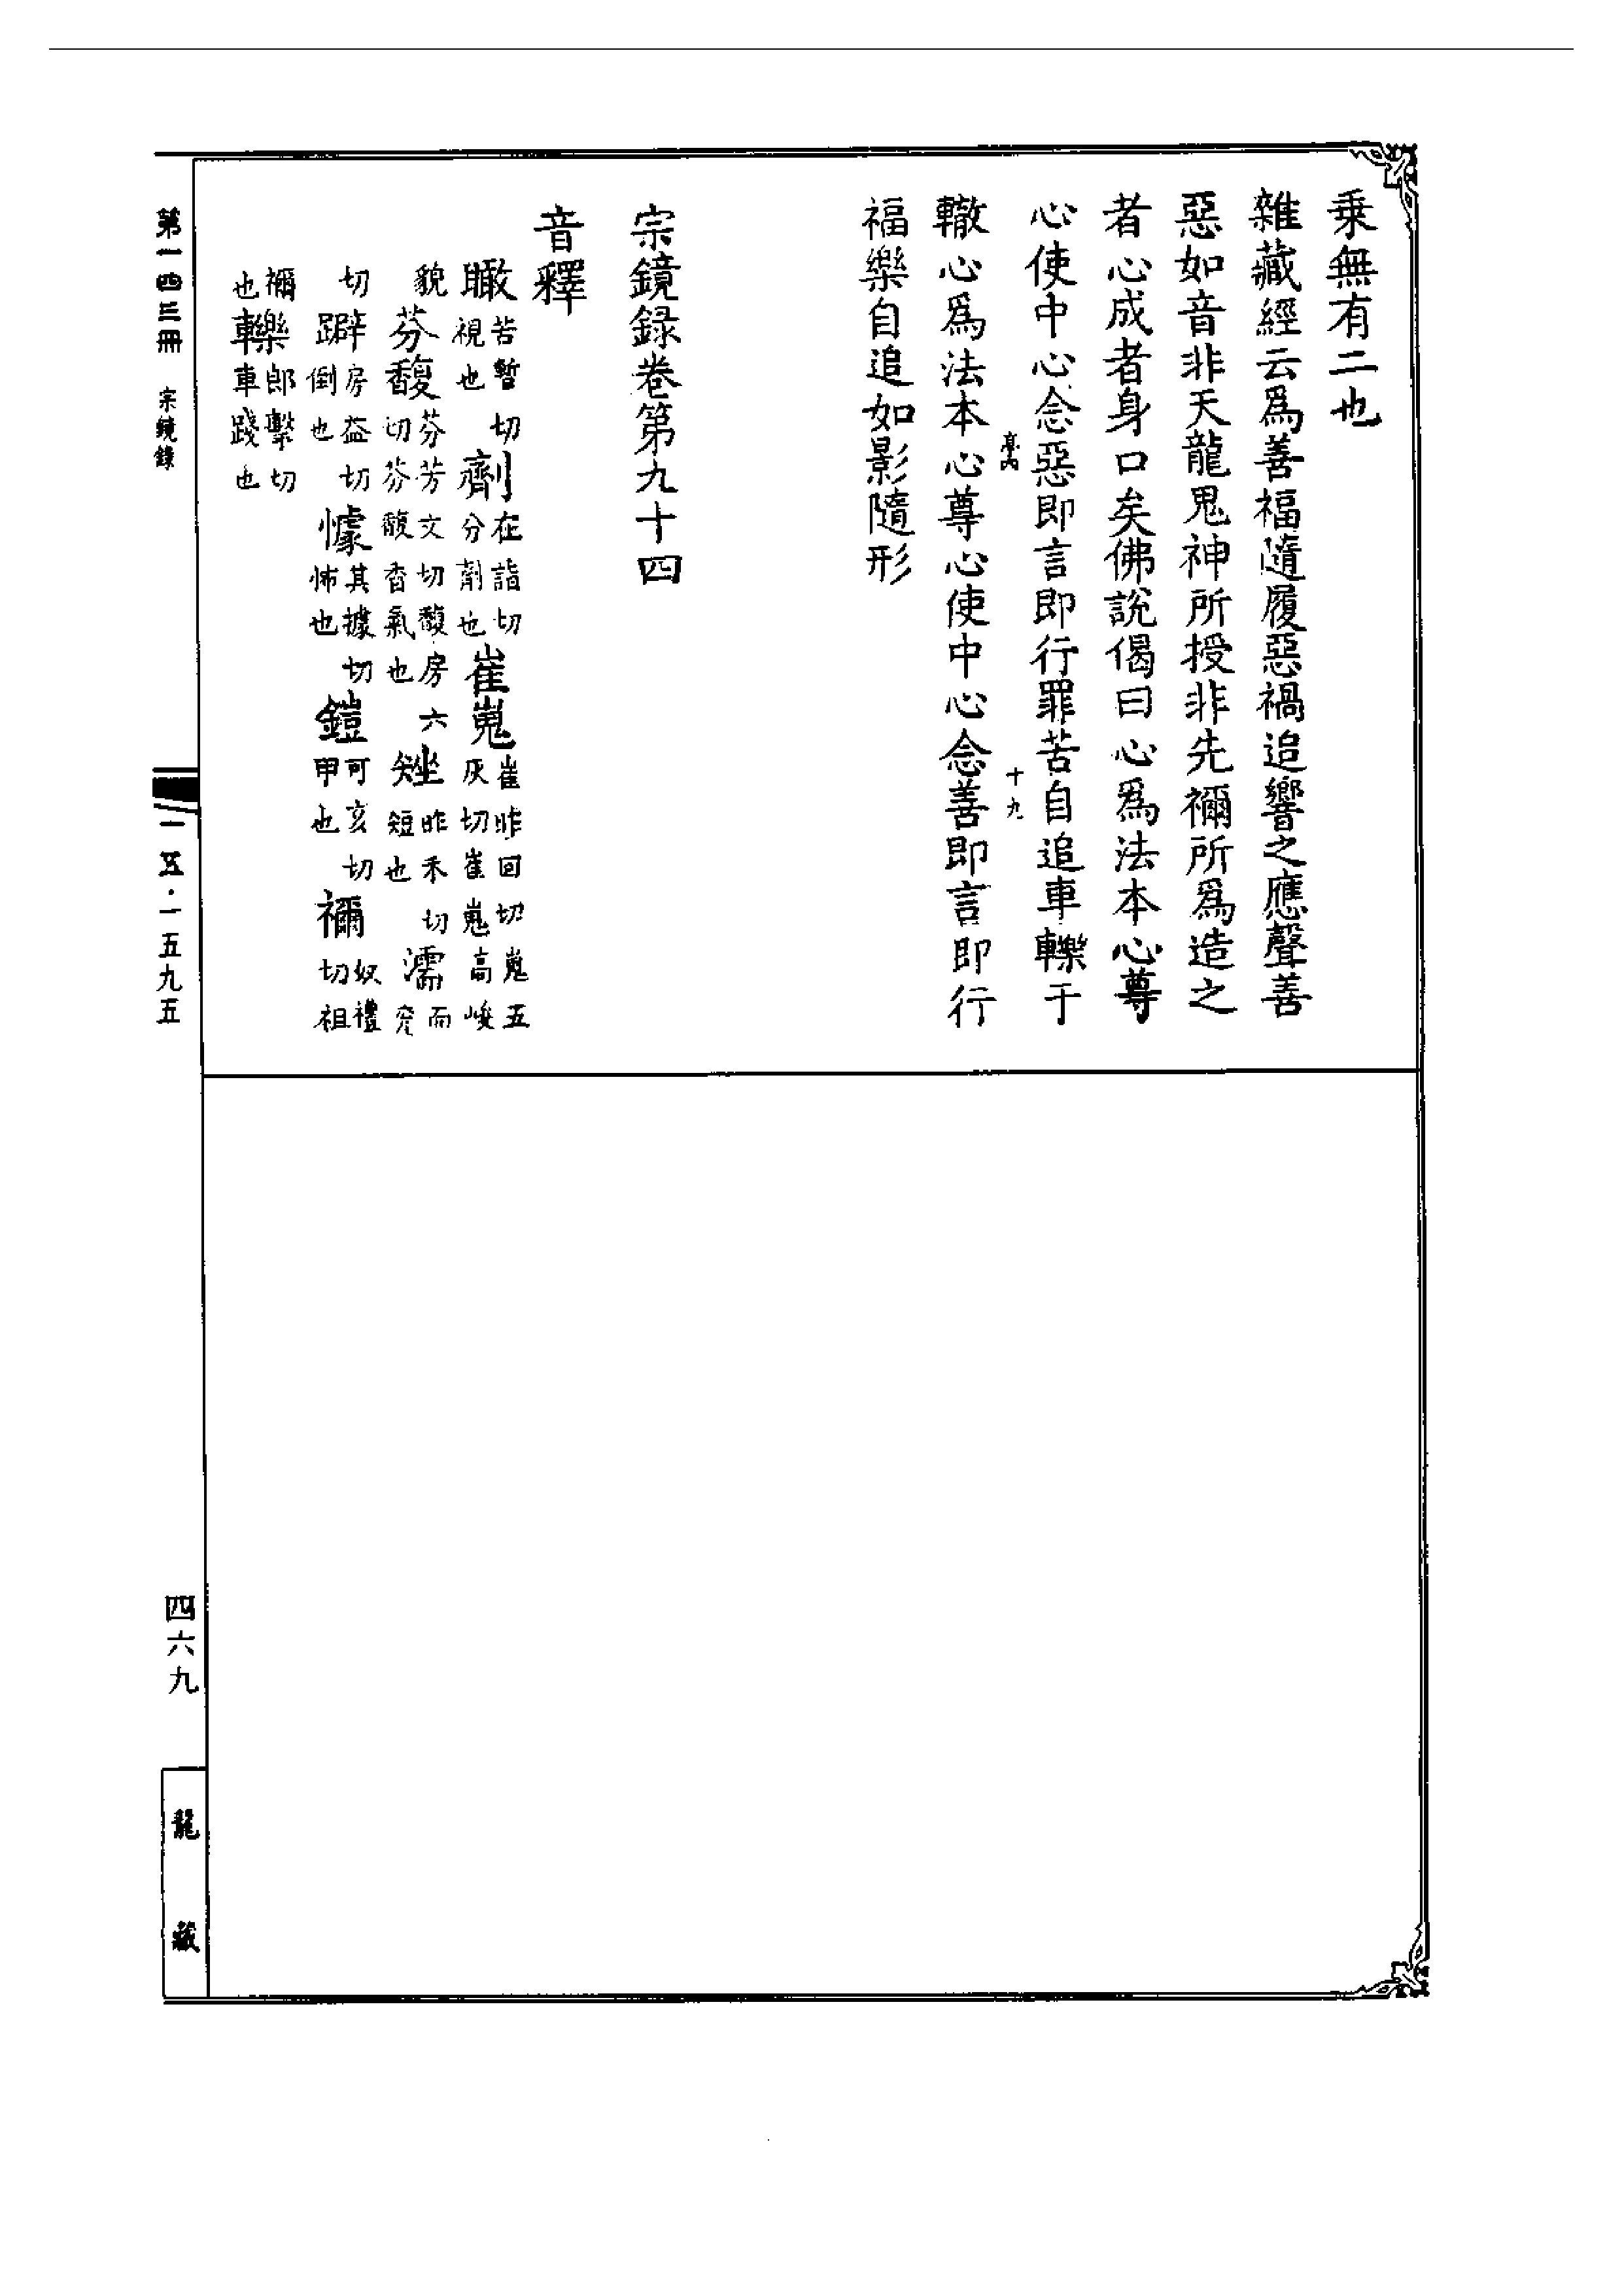 乗無有二也
雜藏經云爲善福隨履惡禍追響之應聲善
惡如音非天龍鬼神所授非先禰所爲造之
者心成者身口矣佛說偈曰心爲法本心尊
心使中心念惡即言即行罪苦自追車轢于
十九
轍心爲法本心尊心使中心念善即言即行
福樂自追如影隨形
宗鏡録卷第九十四
音釋
瞰苦暫切視也 劑在詣切分劑也 崔嵬崔昨回切嵬五灰切崔嵬高峻
貌 芬馥芬芳文切馥房六切芬馥香氣也 矬昨禾切短也 濡而兖
切 躃房益切倒也 懅其據切怖也 鎧可亥切甲也 禰奴禮切祖
禰也 轢郎擊切車踐也
第一四三冊 宗鏡錄
一五·一五九五
四六九
龍藏